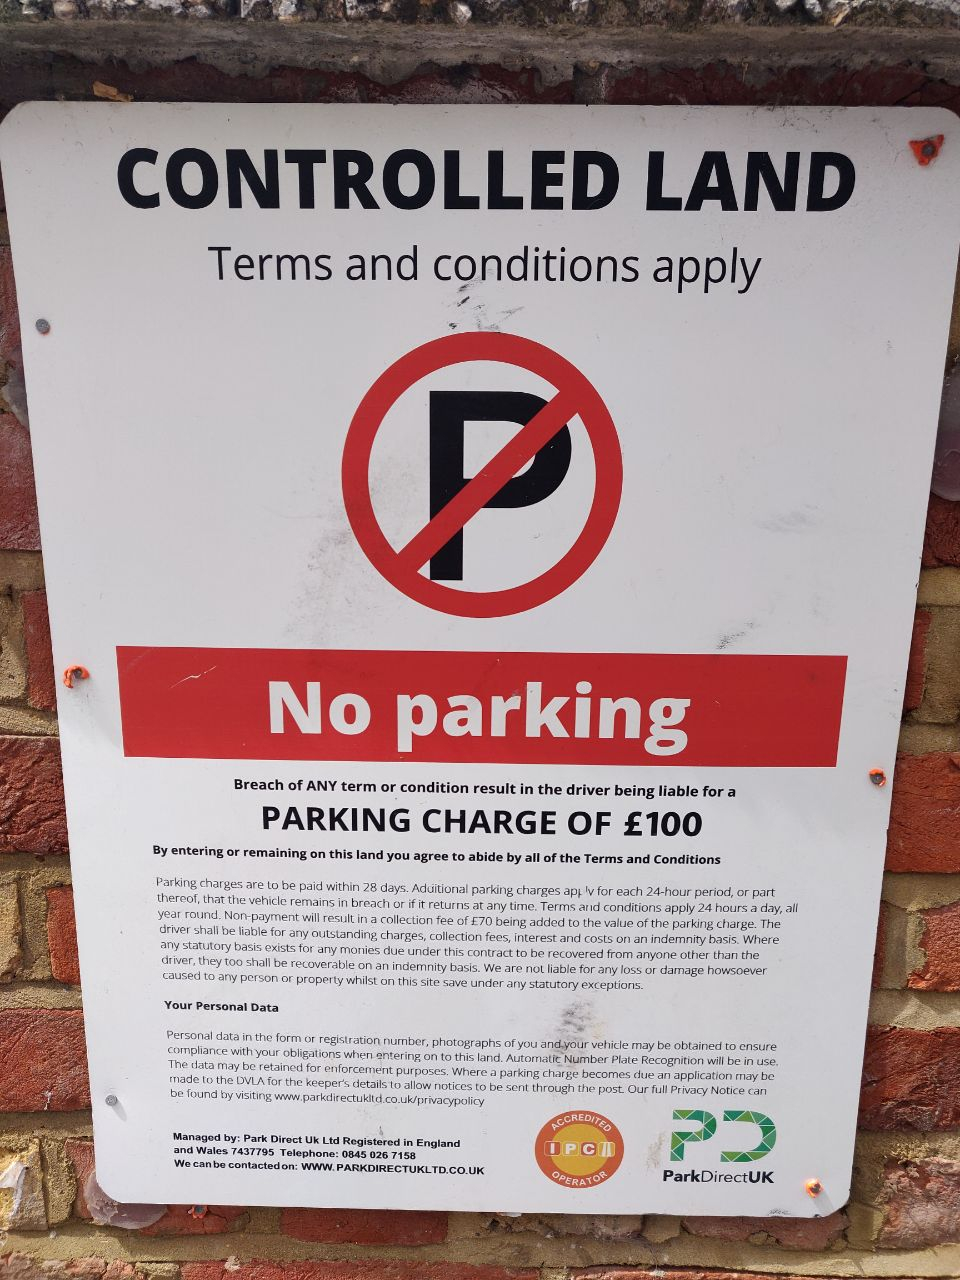 CONTROLLED LAND
Terms and conditions apply
P
No parking
Breach of ANY term or condition result in the driver being liable for a
PARKING CHARGE OF £100
By entering or remaining on this land you agree to abide by all of the Terms and Conditions
Parking charges are to be paid within 28 days. Additional parking charges apply for each 24-hour period, or part
thereof, that the vehicle remains in breach or if it returns at any time. Terms and conditions apply 24 hours a day, all
year round. Non-payment will result in a collection fee of £70 being added to the value of the parking charge. The
driver shall be liable for any outstanding charges, collection fees, interest and costs on an indemnity basis. Where
any statutory basis exists for any monies due under this contract to be recovered from anyone other than the
driver, they too shall be recoverable on an indemnity basis. We are not liable for any loss or damage howsoever
caused to any person or property whilst on this site save under any statutory exceptions.
Your Personal Data
Personal data in the form or registration number, photographs of you and your vehicle may be obtained to ensure
compliance with your obligations when entering on to this land. Automatic Number Plate Recognition will be in use.
The data may be retained for enforcement purposes. Where a parking charge becomes due an application may be
made to the DVLA for the keeper's details to allow notices to be sent through the post. Our full Privacy Notice can
be found by visiting www.parkdirectukltd.co.uk/privacypolicy
Managed by: Park Direct Uk Ltd Registered in England
and Wales 7437795 Telephone: 0845 026 7158
We can be contacted on: WWW.PARKDIRECTUKLTD.CO.UK
ACCREDITED
IPC
OPERATOR
PD
ParkDirectUK